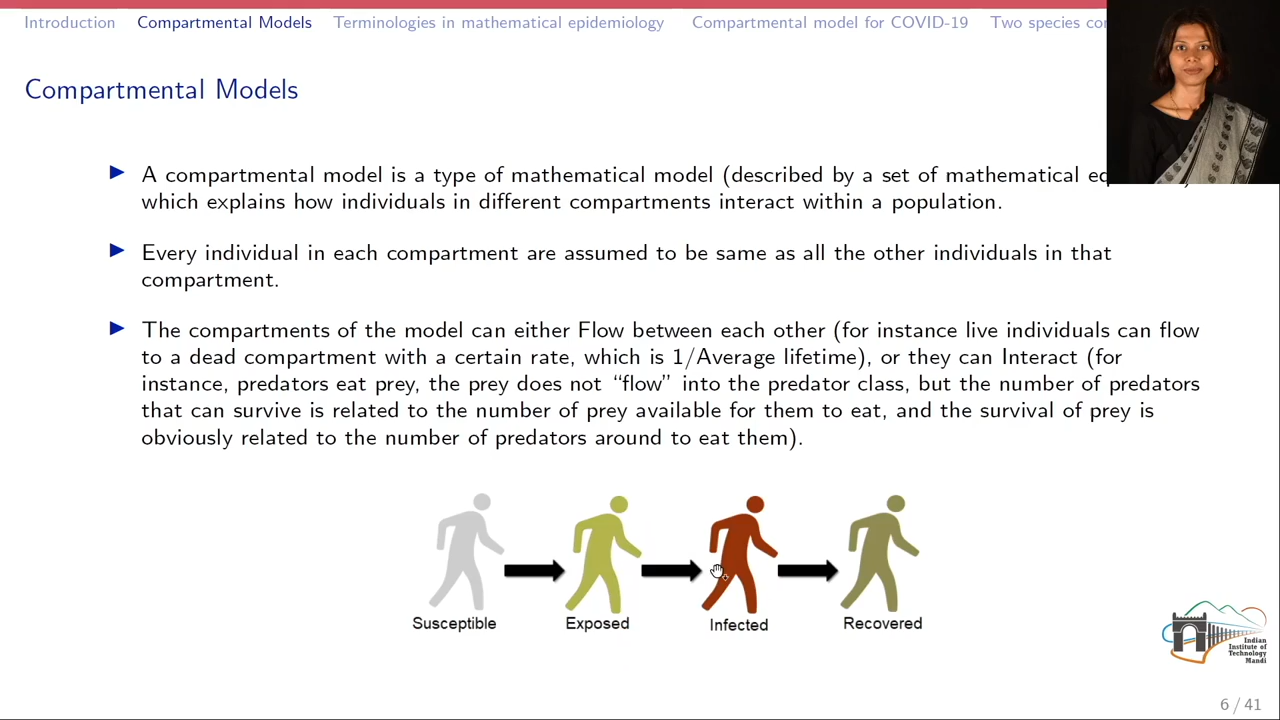 Introduction Compartmental Models Terminologies in mathematical epidemiology Compartmental model for COVID-19 Two species
Compartmental Models
▶ A compartmental model is a type of mathematical model (described by a set of mathematical
which explains how individuals in different compartments interact within a population.
▶ Every individual in each compartment are assumed to be same as all the other individuals in that
compartment.
▶ The compartments of the model can either Flow between each other (for instance live individuals can flow
to a dead compartment with a certain rate, which is 1/Average lifetime), or they can Interact (for
instance, predators eat prey, the prey does not “flow” into the predator class, but the number of predators
that can survive is related to the number of prey available for them to eat, and the survival of prey is
obviously related to the number of predators around to eat them).
Susceptible Exposed Infected Recovered
Indian
Institute of
Technology
Mandi
6 / 41